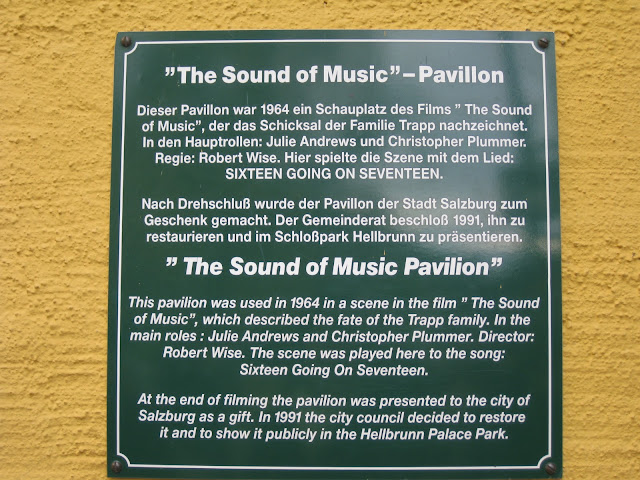 ”The Sound of Music”–Pavillon
Dieser Pavillon war 1964 ein Schauplatz des Films ” The Sound
of Music”, der das Schicksal der Familie Trapp nachzeichnet.
In den Hauptrollen: Julie Andrews und Christopher Plummer.
Regie: Robert Wise. Hier spielte die Szene mit dem Lied:
SIXTEEN GOING ON SEVENTEEN.
Nach Drehschluß wurde der Pavillon der Stadt Salzburg zum
Geschenk gemacht. Der Gemeinderat beschloß 1991, ihn zu
restaurieren und im Schloßpark Hellbrunn zu präsentieren.
” The Sound of Music Pavilion”
This pavilion was used in 1964 in a scene in the film ” The Sound
of Music”, which described the fate of the Trapp family. In the
main roles : Julie Andrews and Christopher Plummer. Director:
Robert Wise. The scene was played here to the song:
Sixteen Going On Seventeen.
At the end of filming the pavilion was presented to the city of
Salzburg as a gift. In 1991 the city council decided to restore
it and to show it publicly in the Hellbrunn Palace Park.